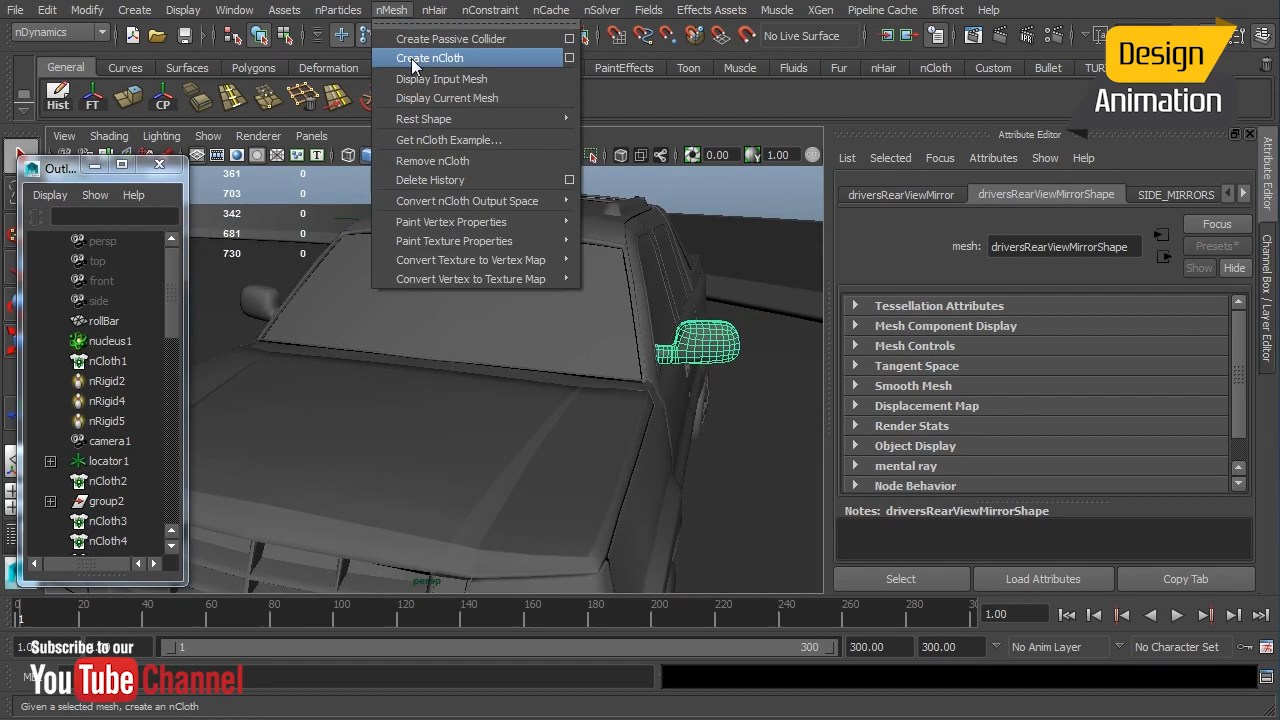 File Edit Modify Create Display Window Assets nParticles nMesh nHair nConstraint nCache nSolver Fields Effects Assets Muscle XGen Pipeline Cache Bifrost Help
nDynamics
No Live Surface
General Curves Surfaces Polygons Deformation PaintEffects Toon Muscle Fluids Fur nHair nCloth Custom Bullet TUR
Hist FT CP
Create Passive Collider
Create nCloth
Display Input Mesh
Display Current Mesh
Rest Shape
Get nCloth Example...
Remove nCloth
Delete History
Convert nCloth Output Space
Paint Vertex Properties
Paint Texture Properties
Convert Texture to Vertex Map
Convert Vertex to Texture Map
Design
Animation
View Shading Lighting Show Renderer Panels
0.00 1.00
361 0
703 0
342 0
681 0
730 0
Outl...
Display Show Help
persp
top
front
side
rollBar
nucleus1
nCloth1
nRigid2
nRigid4
nRigid5
camera1
locator1
nCloth2
group2
nCloth3
nCloth4
persp
Attribute Editor
List Selected Focus Attributes Show Help
driversRearViewMirror driversRearViewMirrorShape SIDE_MIRRORS
Focus
Presets*
Show Hide
mesh: driversRearViewMirrorShape
Tessellation Attributes
Mesh Component Display
Mesh Controls
Tangent Space
Smooth Mesh
Displacement Map
Render Stats
Object Display
mental ray
Node Behavior
Notes: driversRearViewMirrorShape
Select Load Attributes Copy Tab
Attribute Editor
Channel Box / Layer Editor
0 20 40 60 80 100 120 140 160 180 200 220 240 260 280
1
1.00
1 300
300.00 300.00 No Anim Layer No Character Set
Subscribe to our
You Tube Channel
Given a selected mesh, create an nCloth